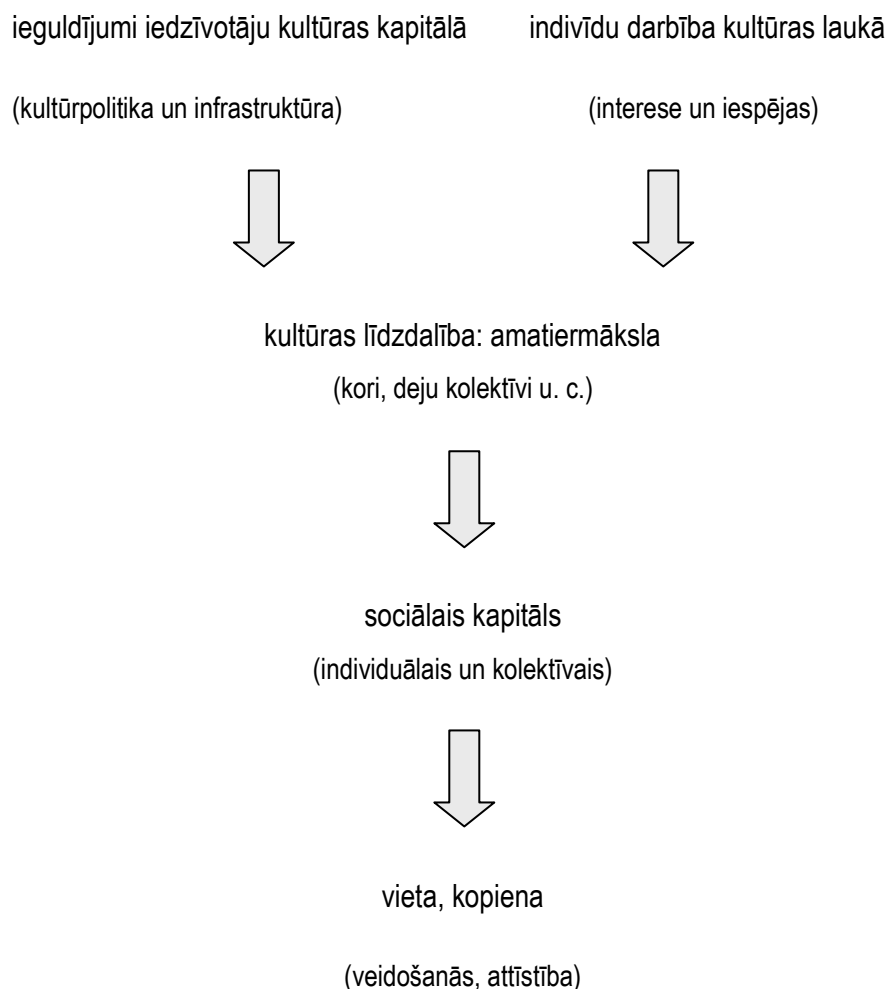 ieguldījumi iedzīvotāju kultūras kapitālā
indivīdu darbība kultūras laukā
(kultūrpolitika un infrastruktūra)
(interese un iespējas)
kultūras līdzdalība: amatiermāksla
(kori, deju kolektīvi u. c.)
sociālais kapitāls
(individuālais un kolektīvais)
vieta, kopiena
(veidošanās, attīstība)